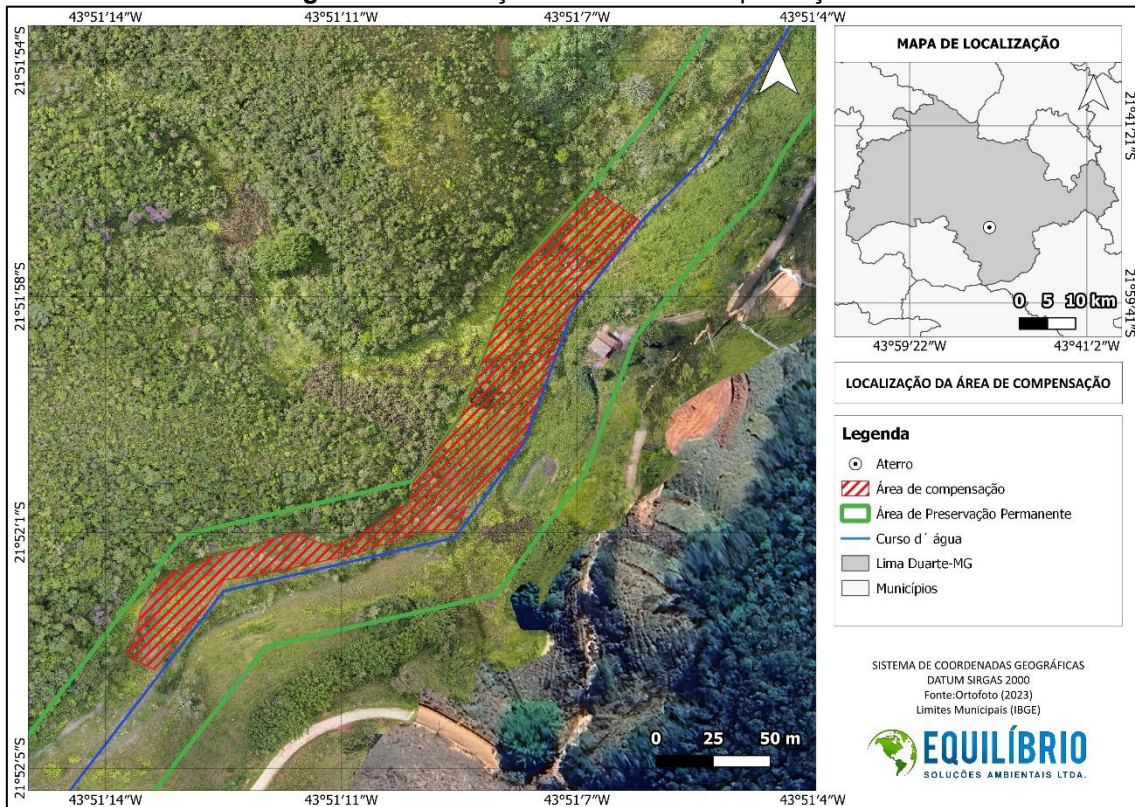 43°51'14"W
43°51'11"W
43°51'7"W
43°51'4"W
21°51'54"S
21°51'58"S
21°52'1"S
21°52'5"S
0 25 50 m
43°51'14"W
43°51'11"W
43°51'7"W
43°51'4"W
MAPA DE LOCALIZAÇÃO
21°41'21"S
21°59'41"S
0 5 10 km
43°59'22"W
43°41'2"W
LOCALIZAÇÃO DA ÁREA DE COMPENSAÇÃO
Legenda
Aterro
Área de compensação
Área de Preservação Permanente
Curso d´ água
Lima Duarte-MG
Municípios
SISTEMA DE COORDENADAS GEOGRÁFICAS
DATUM SIRGAS 2000
Fonte:Ortofoto (2023)
Limites Municipais (IBGE)
EQUILÍBRIO
SOLUÇÕES AMBIENTAIS LTDA.